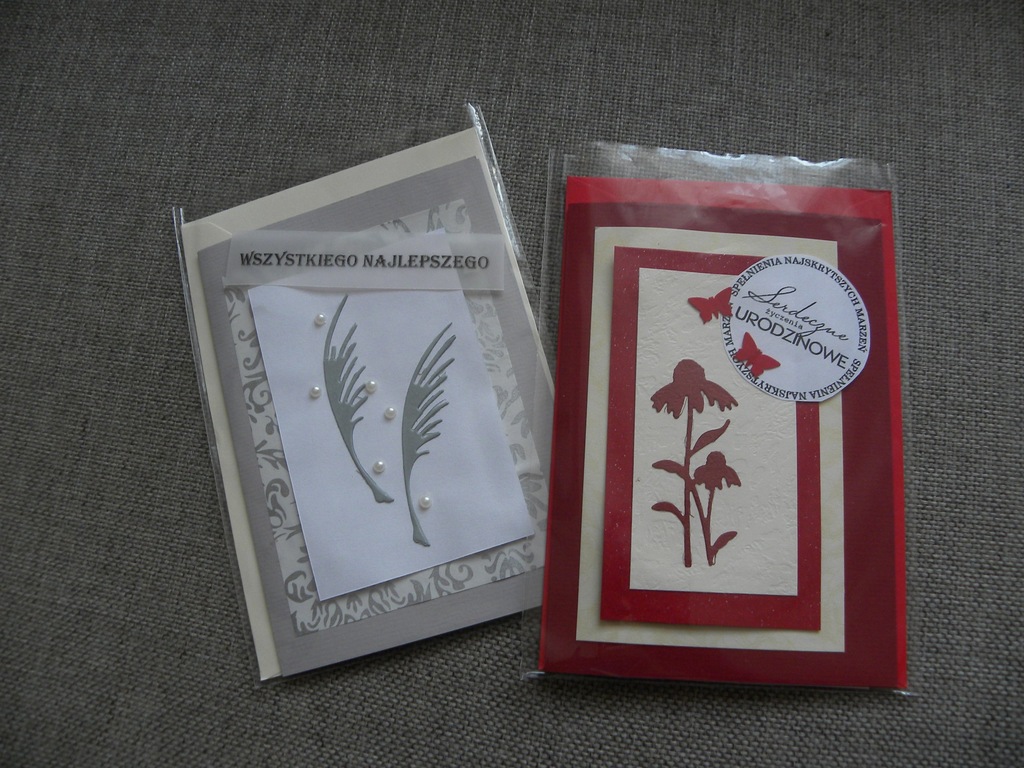 WSZYSTKIEGO NAJLEPSZEGO
SPEŁNIENIA NAJSKRYTSZYCH MARZEŃ SPEŁNIENIA NAJSKRYTSZYCH MARZEŃ
Serdeczne
życzenia
URODZINOWE